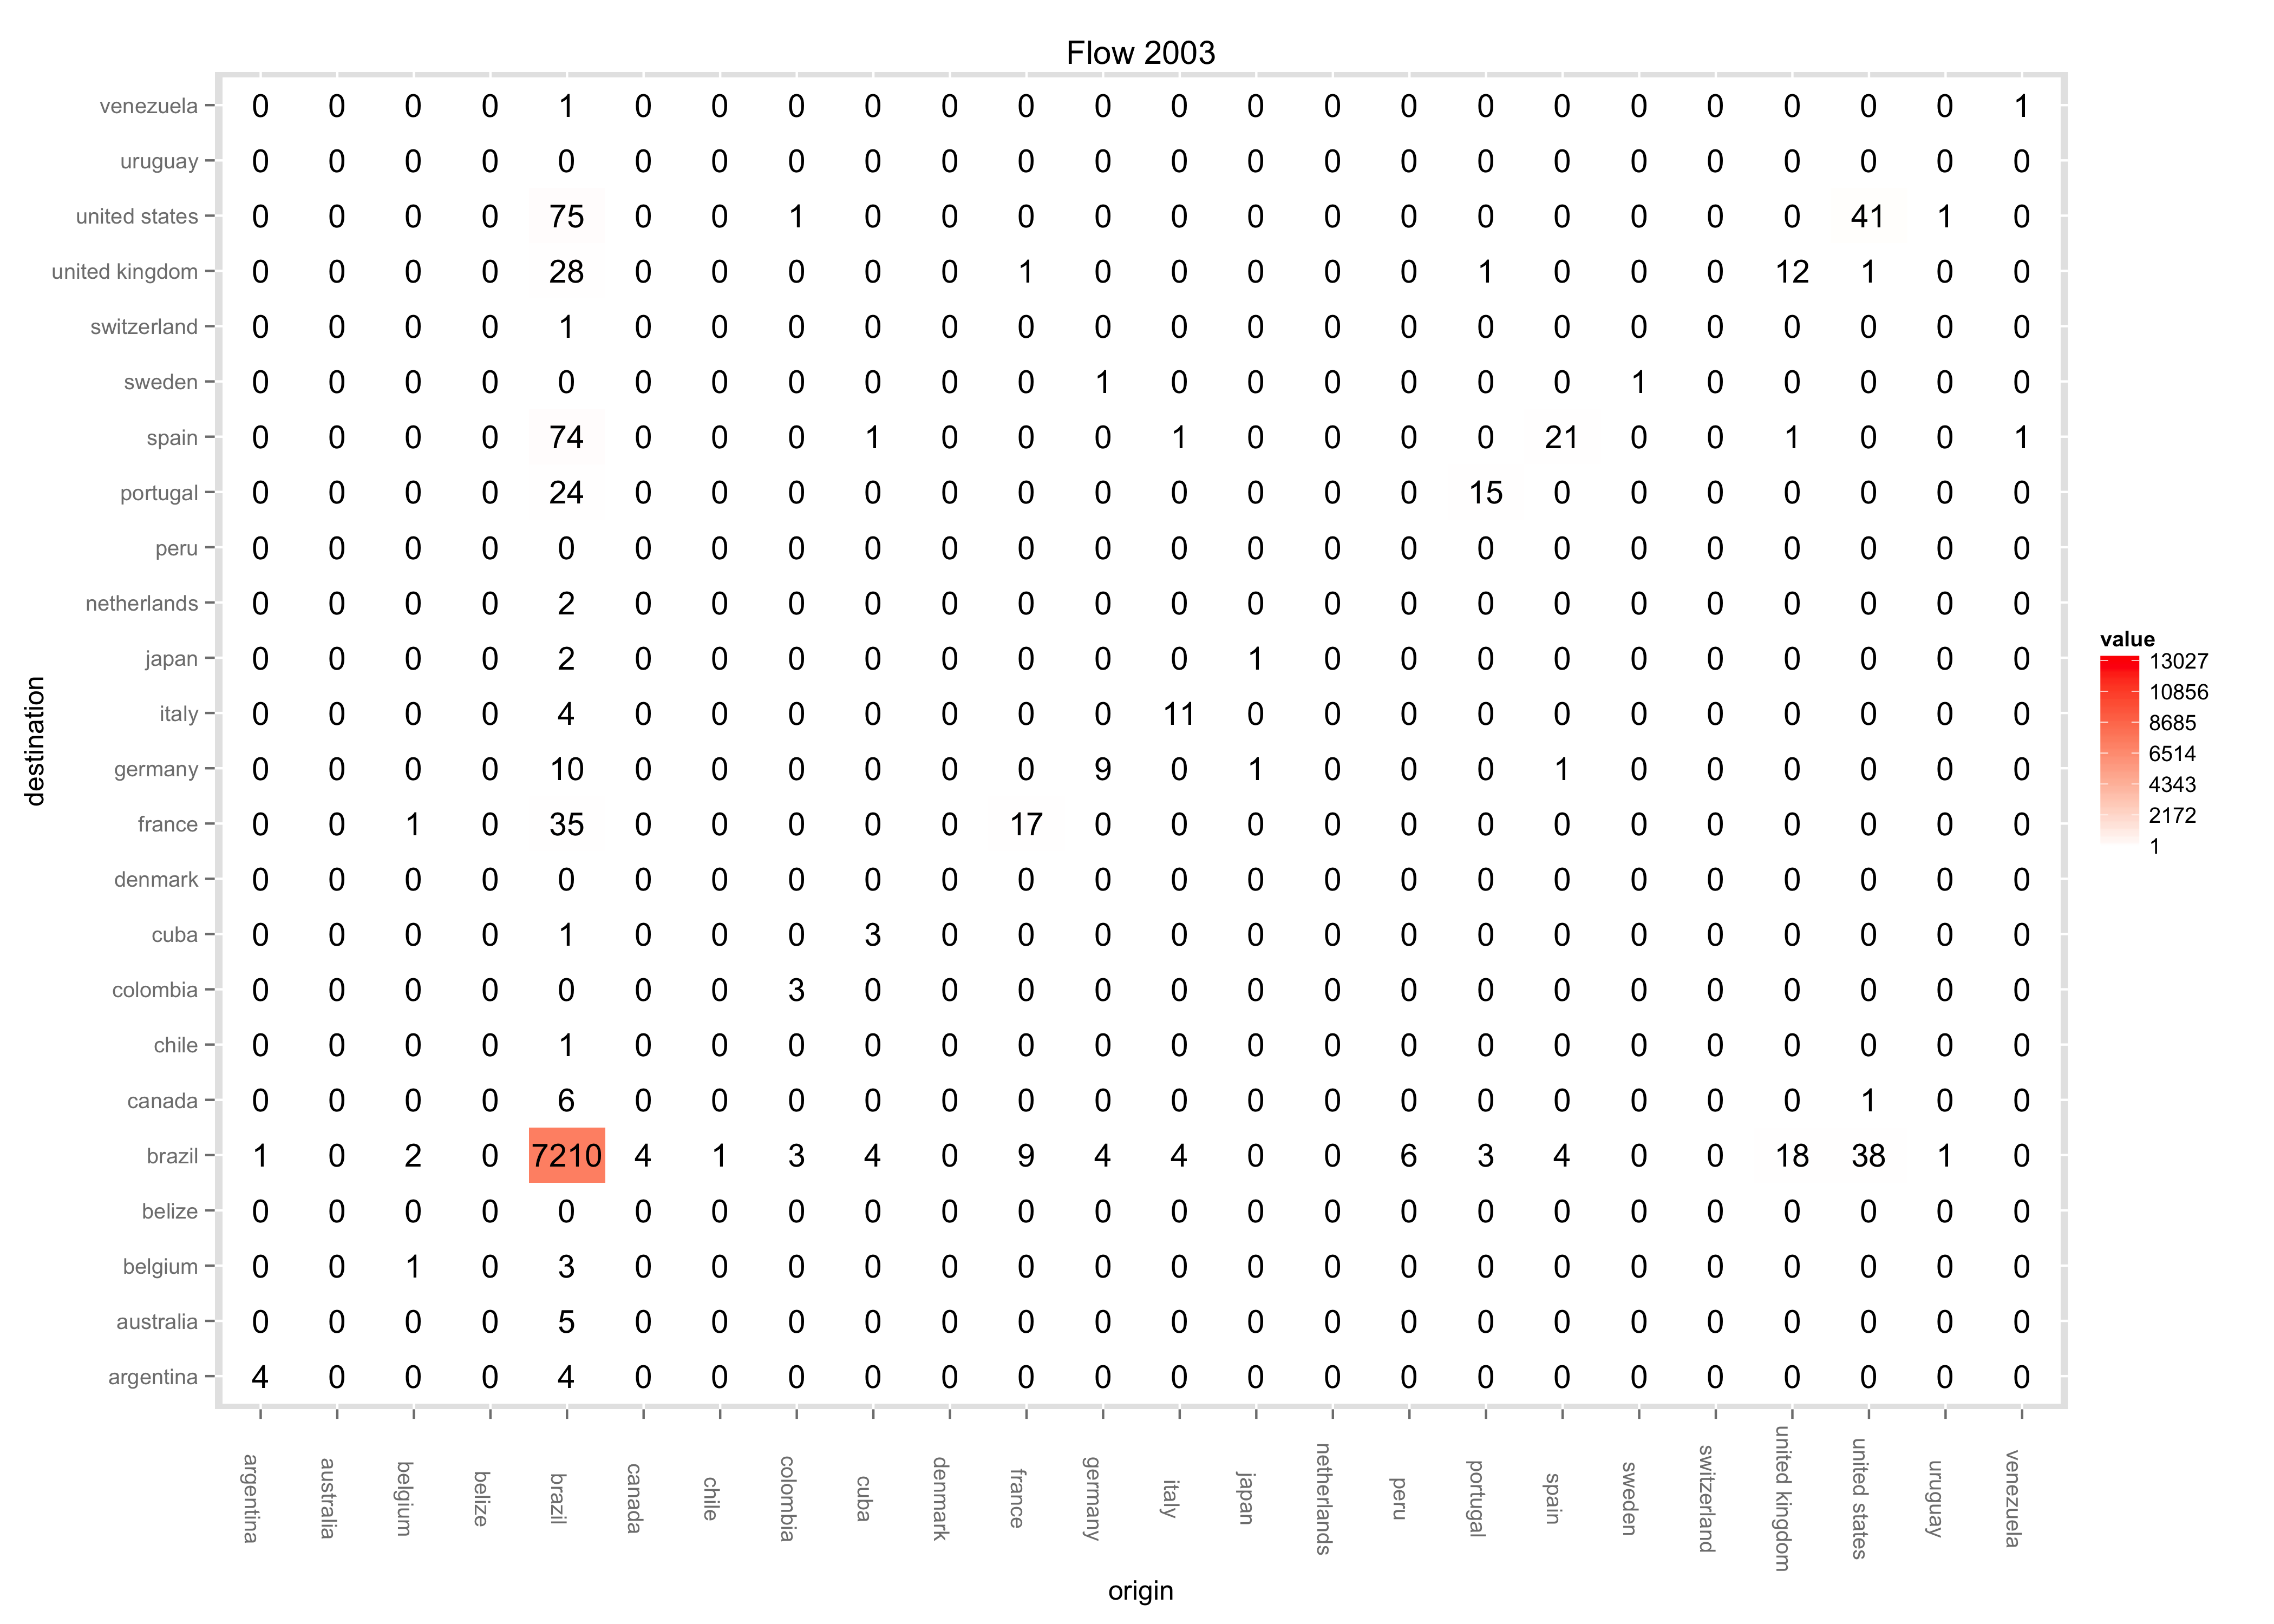 Flow 2003
venezuela 0 0 0 0 1 0 0 0 0 0 0 0 0 0 0 0 0 0 0 0 0 0 0 1
uruguay 0 0 0 0 0 0 0 0 0 0 0 0 0 0 0 0 0 0 0 0 0 0 0 0
united states 0 0 0 0 75 0 0 1 0 0 0 0 0 0 0 0 0 0 0 0 0 41 1 0
united kingdom 0 0 0 0 28 0 0 0 0 0 1 0 0 0 0 0 1 0 0 0 12 1 0 0
switzerland 0 0 0 0 1 0 0 0 0 0 0 0 0 0 0 0 0 0 0 0 0 0 0 0
sweden 0 0 0 0 0 0 0 0 0 0 0 1 0 0 0 0 0 0 1 0 0 0 0 0
spain 0 0 0 0 74 0 0 0 1 0 0 0 1 0 0 0 0 21 0 0 1 0 0 1
portugal 0 0 0 0 24 0 0 0 0 0 0 0 0 0 0 0 15 0 0 0 0 0 0 0
peru 0 0 0 0 0 0 0 0 0 0 0 0 0 0 0 0 0 0 0 0 0 0 0 0
netherlands 0 0 0 0 2 0 0 0 0 0 0 0 0 0 0 0 0 0 0 0 0 0 0 0
japan 0 0 0 0 2 0 0 0 0 0 0 0 0 1 0 0 0 0 0 0 0 0 0 0
italy 0 0 0 0 4 0 0 0 0 0 0 0 11 0 0 0 0 0 0 0 0 0 0 0
germany 0 0 0 0 10 0 0 0 0 0 0 9 0 1 0 0 0 1 0 0 0 0 0 0
france 0 0 1 0 35 0 0 0 0 0 17 0 0 0 0 0 0 0 0 0 0 0 0 0
denmark 0 0 0 0 0 0 0 0 0 0 0 0 0 0 0 0 0 0 0 0 0 0 0 0
cuba 0 0 0 0 1 0 0 0 3 0 0 0 0 0 0 0 0 0 0 0 0 0 0 0
colombia 0 0 0 0 0 0 0 3 0 0 0 0 0 0 0 0 0 0 0 0 0 0 0 0
chile 0 0 0 0 1 0 0 0 0 0 0 0 0 0 0 0 0 0 0 0 0 0 0 0
canada 0 0 0 0 6 0 0 0 0 0 0 0 0 0 0 0 0 0 0 0 0 1 0 0
brazil 1 0 2 0 7210 4 1 3 4 0 9 4 4 0 0 6 3 4 0 0 18 38 1 0
belize 0 0 0 0 0 0 0 0 0 0 0 0 0 0 0 0 0 0 0 0 0 0 0 0
belgium 0 0 1 0 3 0 0 0 0 0 0 0 0 0 0 0 0 0 0 0 0 0 0 0
australia 0 0 0 0 5 0 0 0 0 0 0 0 0 0 0 0 0 0 0 0 0 0 0 0
argentina 4 0 0 0 4 0 0 0 0 0 0 0 0 0 0 0 0 0 0 0 0 0 0 0
destination
argentina
australia
belgium
belize
brazil
canada
chile
colombia
cuba
denmark
france
germany
italy
japan
netherlands
peru
portugal
spain
sweden
switzerland
united kingdom
united states
uruguay
venezuela
origin
value
13027
10856
8685
6514
4343
2172
1